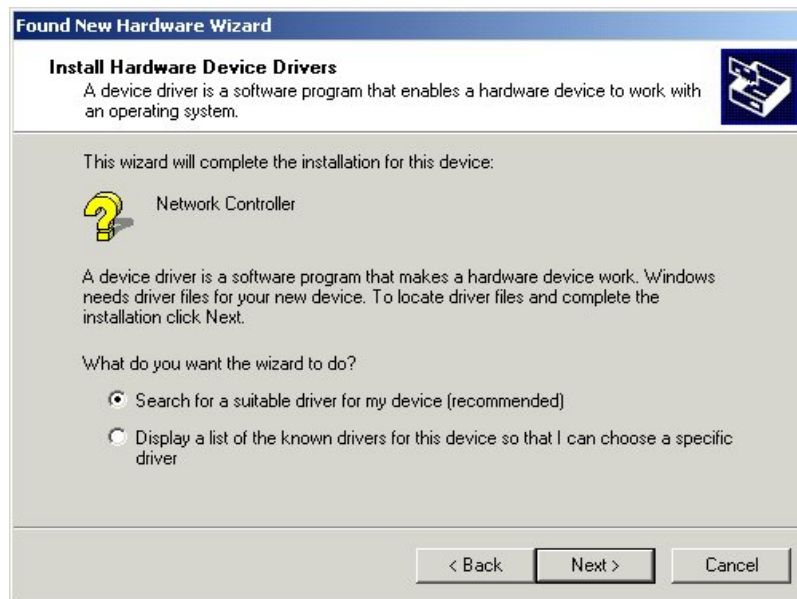 Found New Hardware Wizard
Install Hardware Device Drivers
A device driver is a software program that enables a hardware device to work with
an operating system.
This wizard will complete the installation for this device:
Network Controller
A device driver is a software program that makes a hardware device work. Windows
needs driver files for your new device. To locate driver files and complete the
installation click Next.
What do you want the wizard to do?
Search for a suitable driver for my device (recommended)
Display a list of the known drivers for this device so that I can choose a specific
driver
< Back Next > Cancel